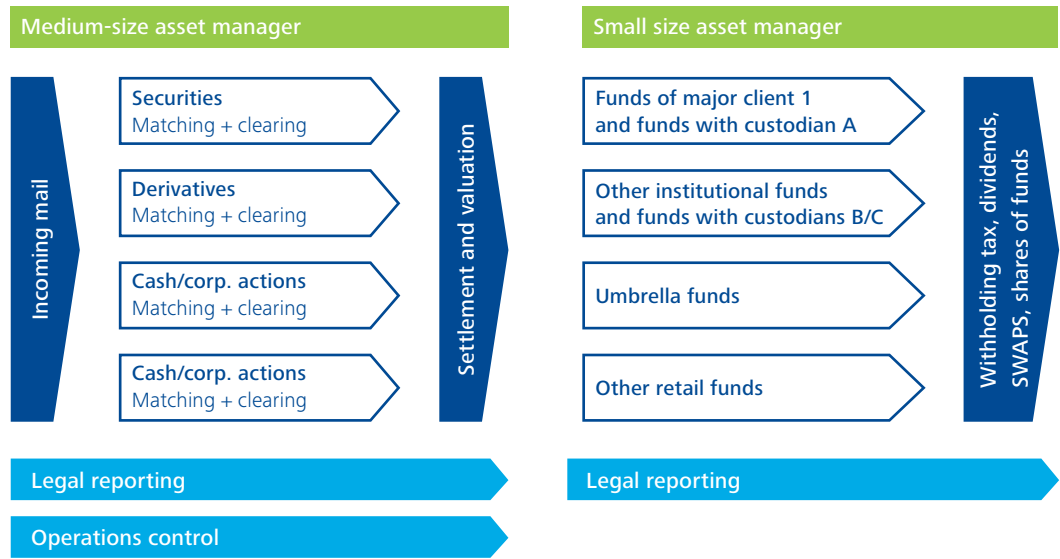 Medium-size asset manager
Incoming mail
Securities
Matching + clearing
Derivatives
Matching + clearing
Cash/corp. actions
Matching + clearing
Cash/corp. actions
Matching + clearing
Settlement and valuation
Legal reporting
Operations control
Small size asset manager
Funds of major client 1
and funds with custodian A
Other institutional funds
and funds with custodians B/C
Umbrella funds
Other retail funds
Withholding tax, dividends,
SWAPS, shares of funds
Legal reporting